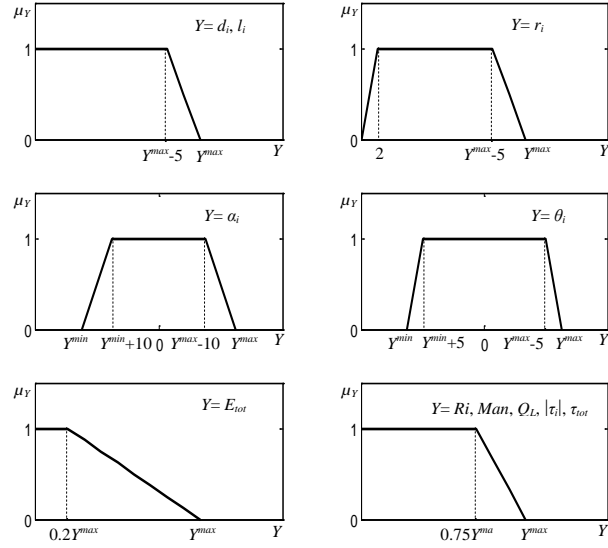 μY Y= di, li
1
0 Ymax-5 Ymax Y
μY Y= ri
1
0 2 Ymax-5 Ymax Y
μY Y= αi
1
0 Ymin Ymin+10 0 Ymax-10 Ymax Y
μY Y= θi
1
0 Ymin Ymin+5 0 Ymax-5 Ymax Y
μY Y= Etot
1
0 0.2Ymax Ymax Y
μY Y= Ri, Man, QL, |τi|, τtot
1
0 0.75Yma Ymax Y